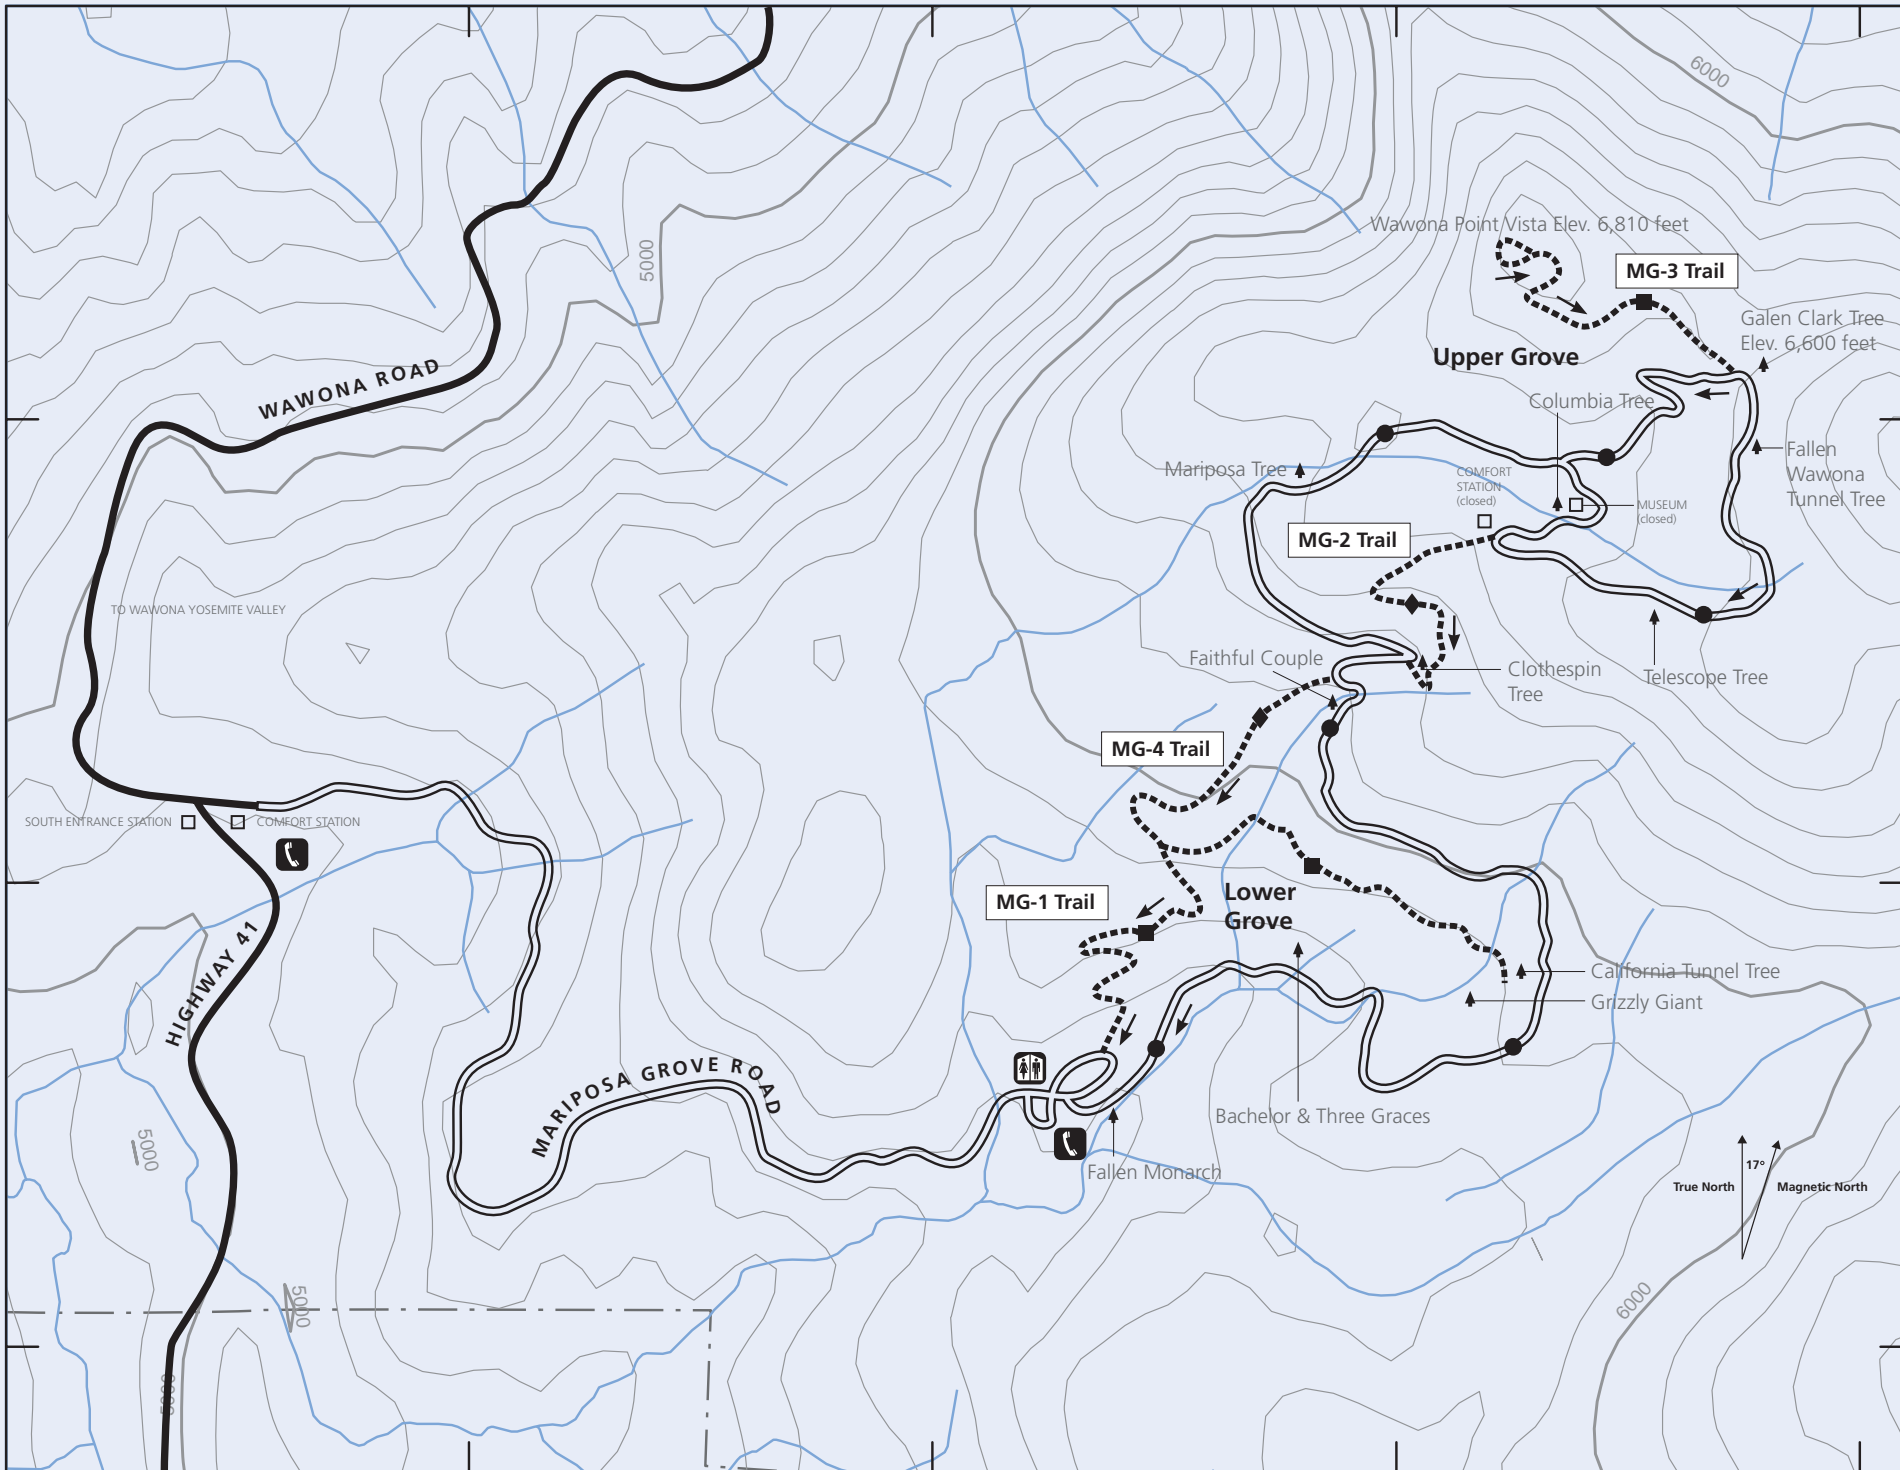 6000
Wawona Point Vista Elev. 6,810 feet
5000
MG-3 Trail
Galen Clark Tree
Elev. 6,600 feet
Upper Grove
WAWONA ROAD
Columbia Tree
Mariposa Tree
Fallen
Wawona
Tunnel Tree
COMFORT
STATION
(closed)
MUSEUM
(closed)
MG-2 Trail
TO WAWONA YOSEMITE VALLEY
Faithful Couple
Clothespin
Tree
Telescope Tree
MG-4 Trail
SOUTH ENTRANCE STATION
COMFORT STATION
MG-1 Trail
Lower
Grove
HIGHWAY 41
California Tunnel Tree
Grizzly Giant
MARIPOSA GROVE ROAD
Bachelor & Three Graces
5000
Fallen Monarch
17°
True North
Magnetic North
5000
6000
5000